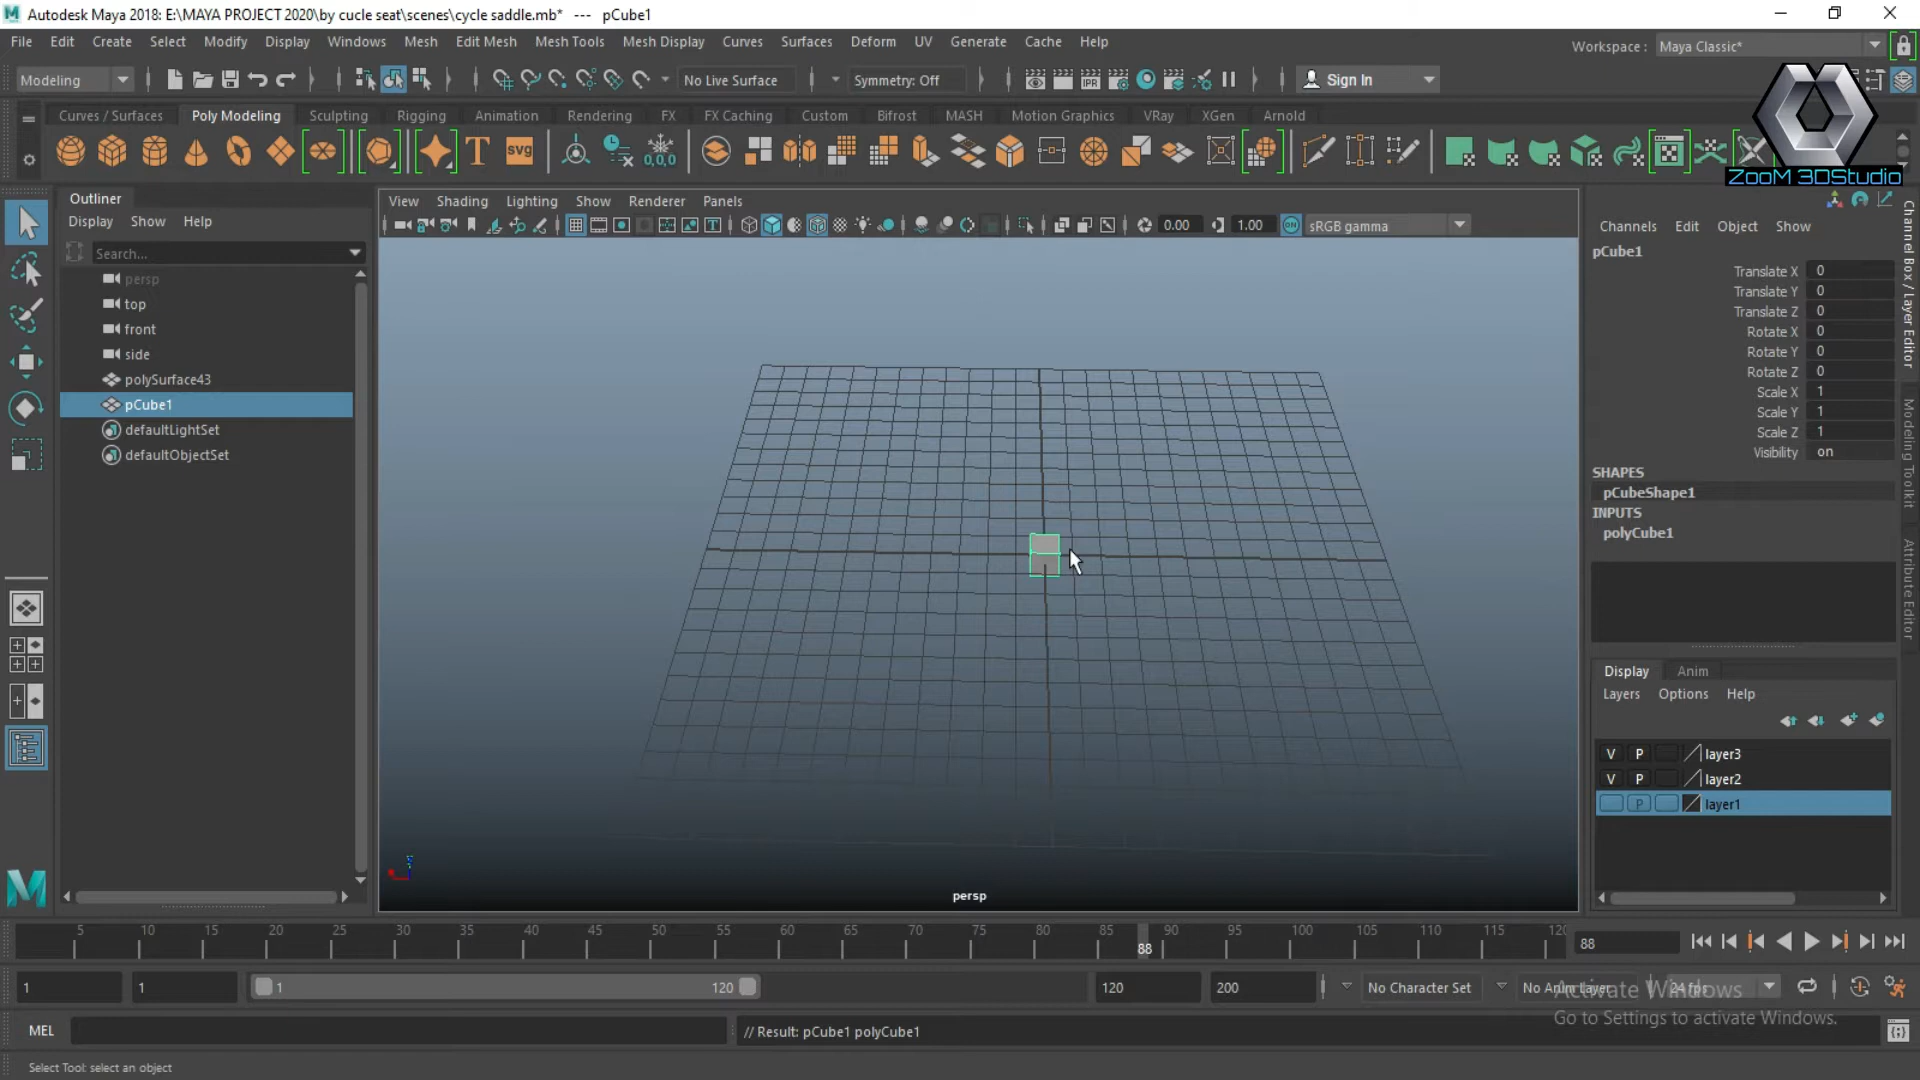 Autodesk Maya 2018: E:\MAYA PROJECT 2020\by cucle seat\scenes\cycle saddle.mb* --- pCube1
File Edit Create Select Modify Display Windows Mesh Edit Mesh Mesh Tools Mesh Display Curves Surfaces Deform UV Generate Cache Help
Workspace : Maya Classic*
Modeling No Live Surface Symmetry: Off Sign In
Curves / Surfaces Poly Modeling Sculpting Rigging Animation Rendering FX FX Caching Custom Bifrost MASH Motion Graphics VRay XGen Arnold
T SVG 0,0,0
ZooM 3DStudio
Outliner
Display Show Help
Search...
persp
top
front
side
polySurface43
pCube1
defaultLightSet
defaultObjectSet
View Shading Lighting Show Renderer Panels
0.00 1.00 sRGB gamma
persp
Channels Edit Object Show
pCube1
Translate X 0
Translate Y 0
Translate Z 0
Rotate X 0
Rotate Y 0
Rotate Z 0
Scale X 1
Scale Y 1
Scale Z 1
Visibility on
SHAPES
pCubeShape1
INPUTS
polyCube1
Channel Box / Layer Editor
Modeling Toolkit
Attribute Editor
Display Anim
Layers Options Help
V P layer3
V P layer2
P layer1
5 10 15 20 25 30 35 40 45 50 55 60 65 70 75 80 85 90 95 100 105 110 115 120
88
88
1 1 1 120 120 200 No Character Set No Anim Layer 24 fps
Activate Windows
Go to Settings to activate Windows.
MEL // Result: pCube1 polyCube1
Select Tool: select an object